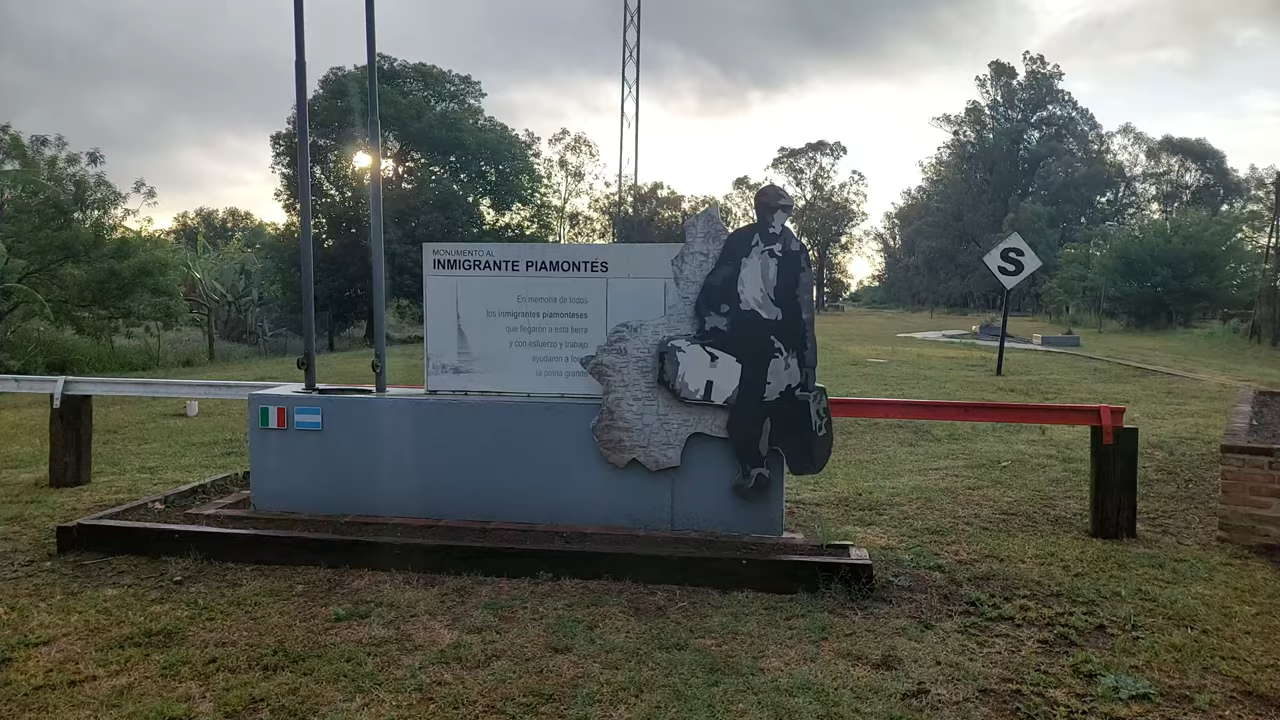 MONUMENTO AL
INMIGRANTE PIAMONTÉS
En memoria de todos
los inmigrantes piamonteses
que llegaron a esta tierra
y con esfuerzo y trabajo
ayudaron a
la patria
S